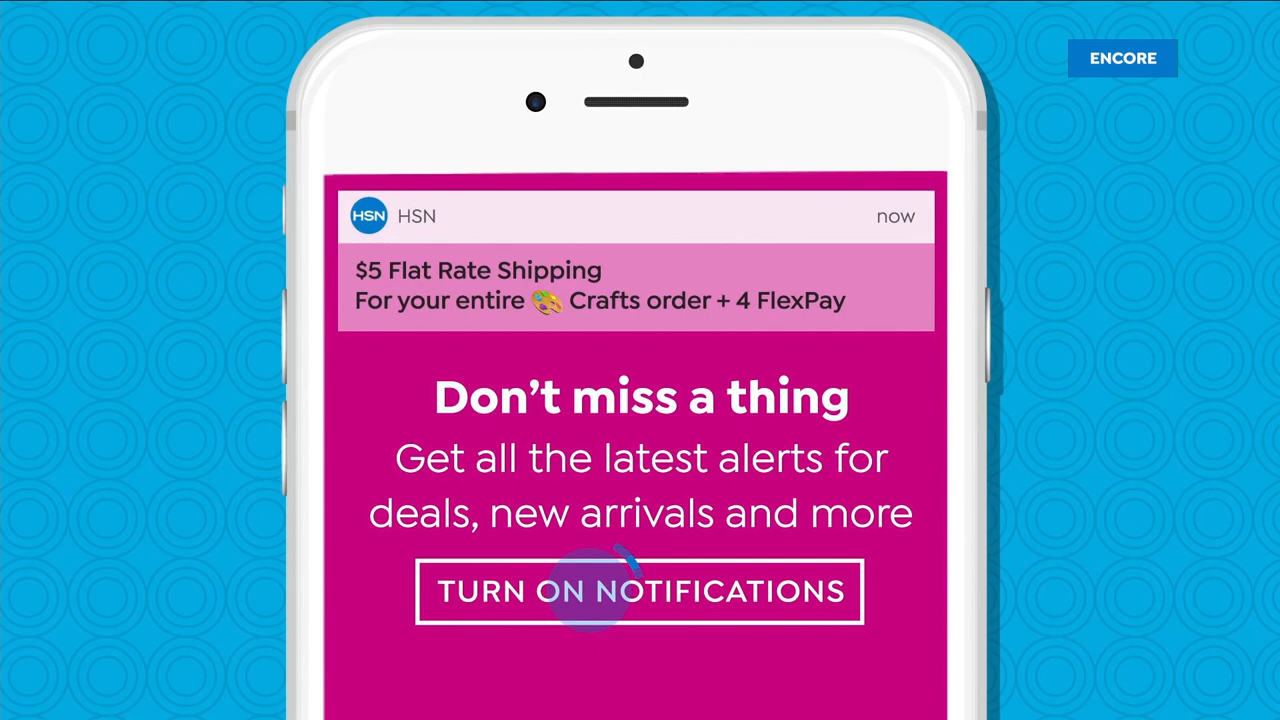 ENCORE
HSN HSN now
$5 Flat Rate Shipping
For your entire 🎨 Crafts order + 4 FlexPay
Don’t miss a thing
Get all the latest alerts for
deals, new arrivals and more
TURN ON NOTIFICATIONS